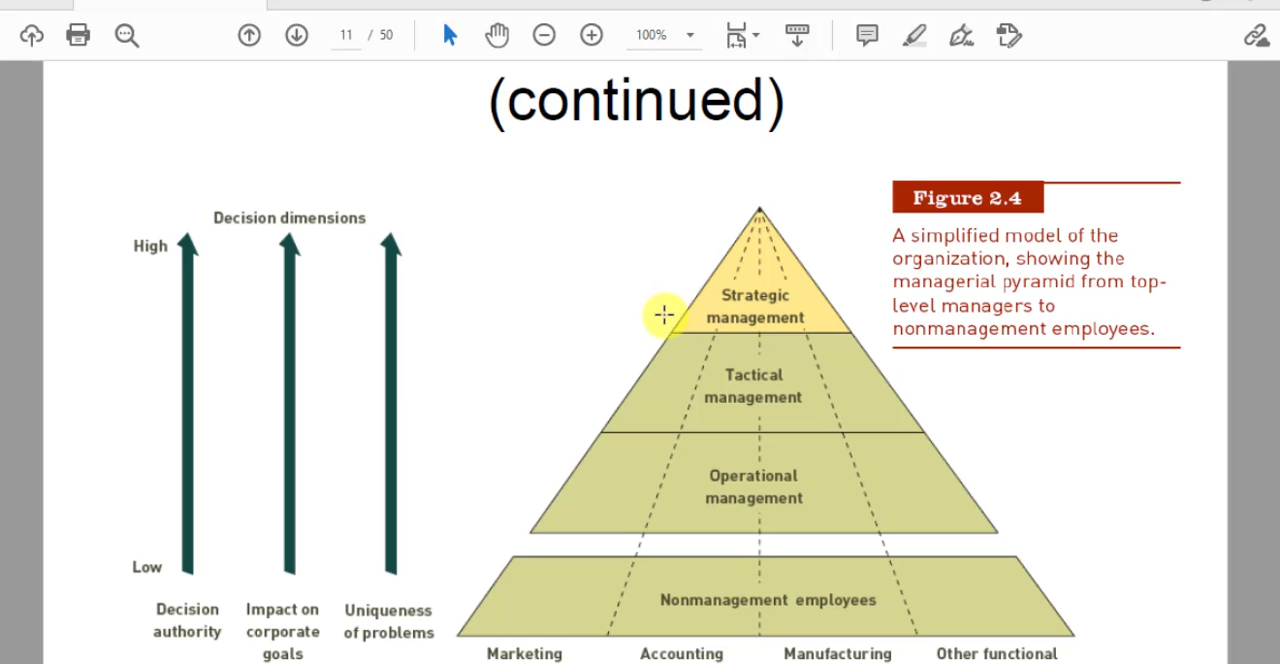 11 / 50
100%
(continued)
Decision dimensions
High
Low
Decision
authority
Impact on
corporate
goals
Uniqueness
of problems
Strategic
management
Tactical
management
Operational
management
Nonmanagement employees
Marketing
Accounting
Manufacturing
Other functional
Figure 2.4
A simplified model of the
organization, showing the
managerial pyramid from top-
level managers to
nonmanagement employees.